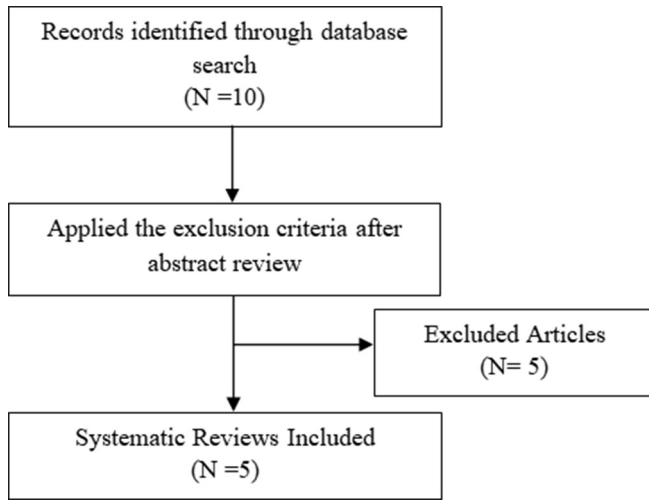 Records identified through database
search
(N =10)
Applied the exclusion criteria after
abstract review
Excluded Articles
(N= 5)
Systematic Reviews Included
(N =5)